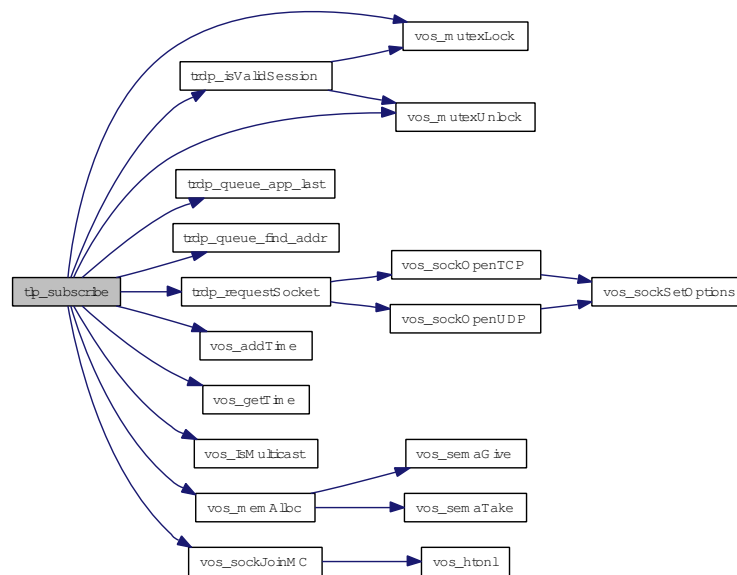 vos_mutexLock
trdp_isValidSession
vos_mutexUnlock
trdp_queue_app_last
trdp_queue_find_addr
vos_sockOpenTCP
tlp_subscribe
trdp_requestSocket
vos_sockSetOptions
vos_sockOpenUDP
vos_addTime
vos_getTime
vos_IsMulticast
vos_semaGive
vos_memAlloc
vos_semaTake
vos_sockJoinMC
vos_htonl